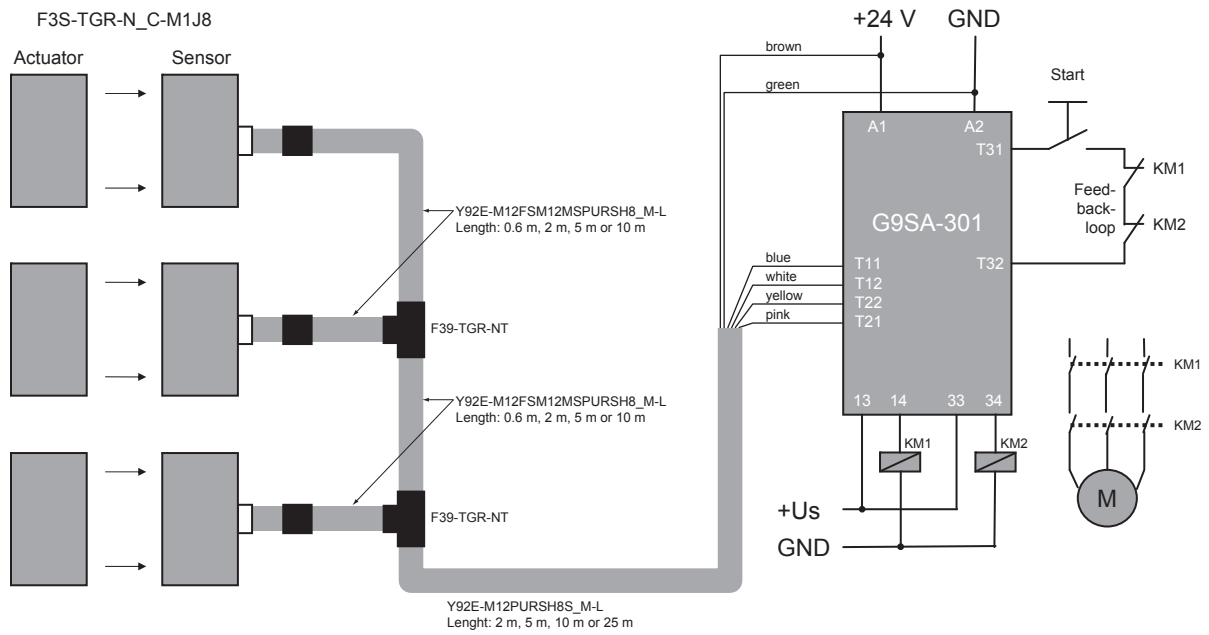 F3S-TGR-N_C-M1J8
Actuator
Sensor
+24 V
GND
brown
green
Start
A1
A2
T31
KM1
Feed-
back-
loop
KM2
G9SA-301
Y92E-M12FSM12MSPURSH8_M-L
Length: 0.6 m, 2 m, 5 m or 10 m
blue
white
yellow
pink
T11
T12
T22
T21
T32
F39-TGR-NT
KM1
KM2
M
Y92E-M12FSM12MSPURSH8_M-L
Length: 0.6 m, 2 m, 5 m or 10 m
13
14
33
34
KM1
KM2
F39-TGR-NT
+Us
GND
Y92E-M12PURSH8S_M-L
Lenght: 2 m, 5 m, 10 m or 25 m